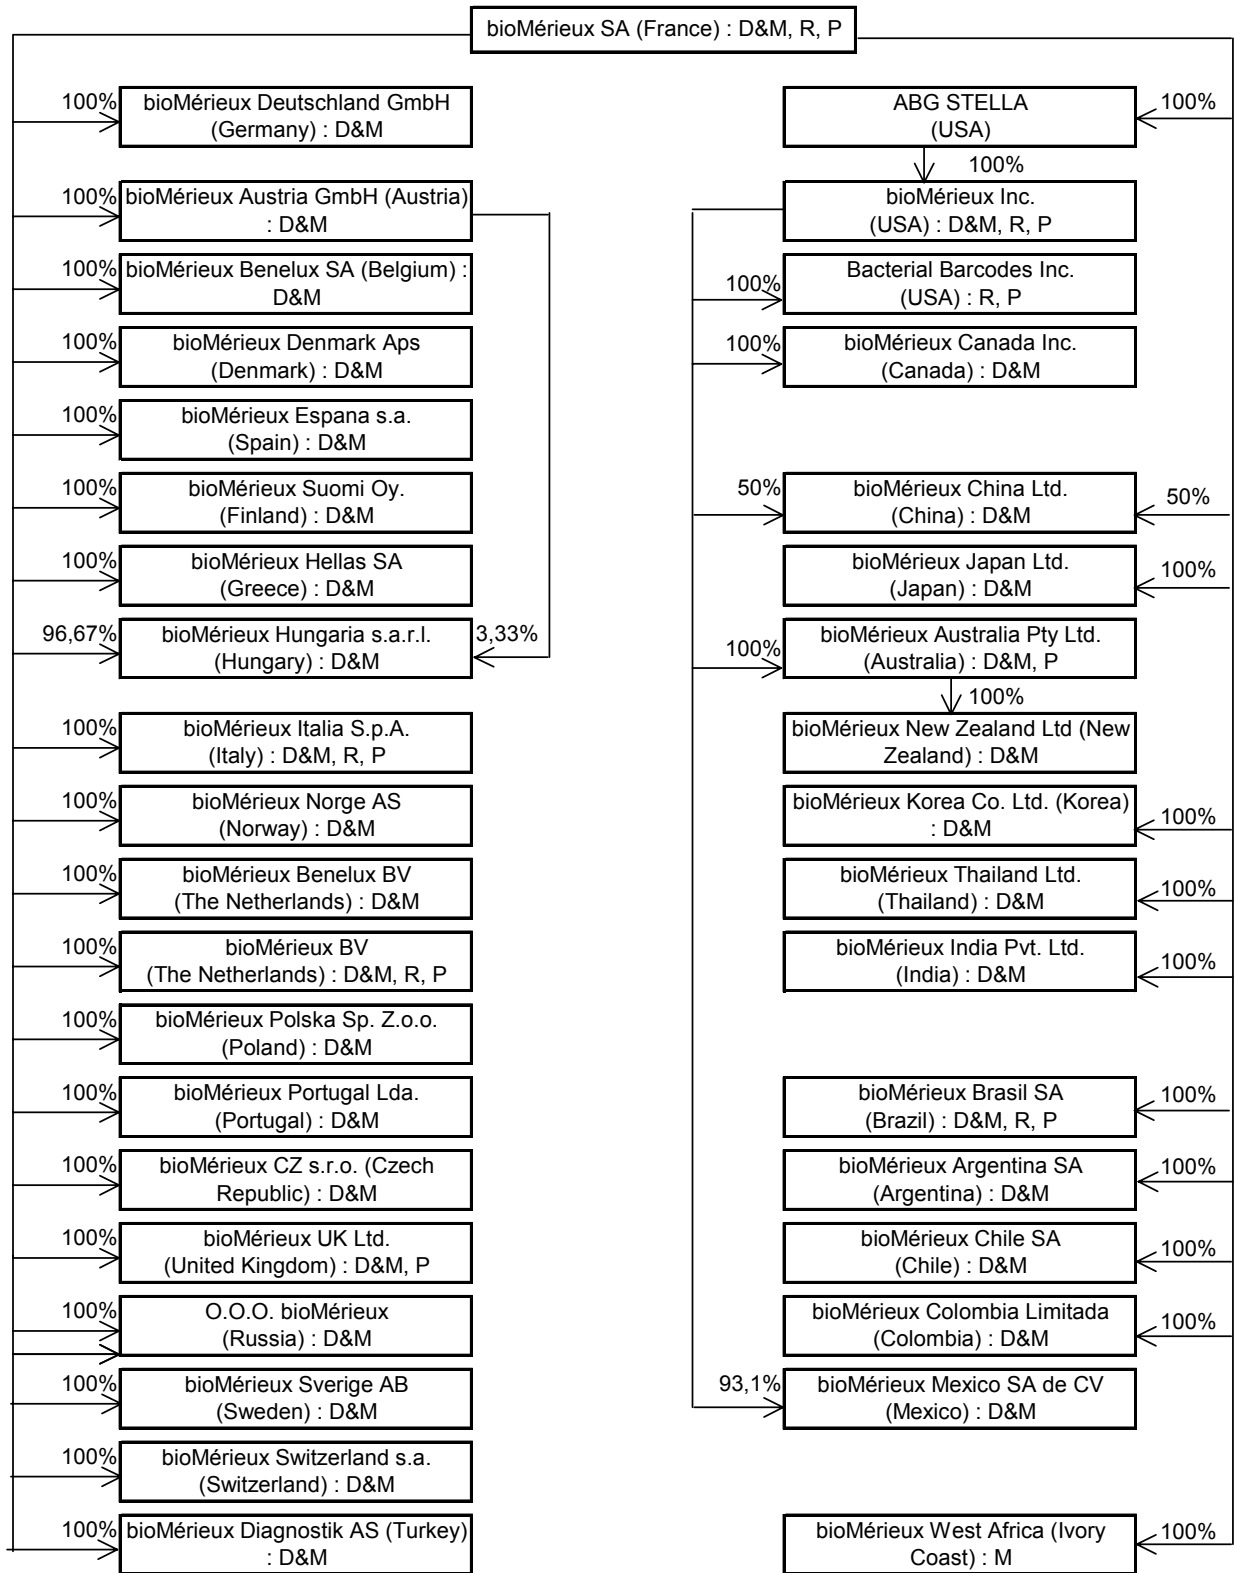 bioMérieux SA (France) : D&M, R, P
100%
bioMérieux Deutschland GmbH
(Germany) : D&M
100%
bioMérieux Austria GmbH (Austria)
: D&M
100%
bioMérieux Benelux SA (Belgium) :
D&M
100%
bioMérieux Denmark Aps
(Denmark) : D&M
100%
bioMérieux Espana s.a.
(Spain) : D&M
100%
bioMérieux Suomi Oy.
(Finland) : D&M
100%
bioMérieux Hellas SA
(Greece) : D&M
96,67%
bioMérieux Hungaria s.a.r.l.
(Hungary) : D&M
3,33%
100%
bioMérieux Italia S.p.A.
(Italy) : D&M, R, P
100%
bioMérieux Norge AS
(Norway) : D&M
100%
bioMérieux Benelux BV
(The Netherlands) : D&M
100%
bioMérieux BV
(The Netherlands) : D&M, R, P
100%
bioMérieux Polska Sp. Z.o.o.
(Poland) : D&M
100%
bioMérieux Portugal Lda.
(Portugal) : D&M
100%
bioMérieux CZ s.r.o. (Czech
Republic) : D&M
100%
bioMérieux UK Ltd.
(United Kingdom) : D&M, P
100%
O.O.O. bioMérieux
(Russia) : D&M
100%
bioMérieux Sverige AB
(Sweden) : D&M
100%
bioMérieux Switzerland s.a.
(Switzerland) : D&M
100%
bioMérieux Diagnostik AS (Turkey)
: D&M
ABG STELLA
(USA)
100%
100%
bioMérieux Inc.
(USA) : D&M, R, P
100%
Bacterial Barcodes Inc.
(USA) : R, P
100%
bioMérieux Canada Inc.
(Canada) : D&M
50%
bioMérieux China Ltd.
(China) : D&M
50%
bioMérieux Japan Ltd.
(Japan) : D&M
100%
100%
bioMérieux Australia Pty Ltd.
(Australia) : D&M, P
100%
bioMérieux New Zealand Ltd (New
Zealand) : D&M
bioMérieux Korea Co. Ltd. (Korea)
: D&M
100%
bioMérieux Thailand Ltd.
(Thailand) : D&M
100%
bioMérieux India Pvt. Ltd.
(India) : D&M
100%
bioMérieux Brasil SA
(Brazil) : D&M, R, P
100%
bioMérieux Argentina SA
(Argentina) : D&M
100%
bioMérieux Chile SA
(Chile) : D&M
100%
bioMérieux Colombia Limitada
(Colombia) : D&M
100%
93,1%
bioMérieux Mexico SA de CV
(Mexico) : D&M
bioMérieux West Africa (Ivory
Coast) : M
100%